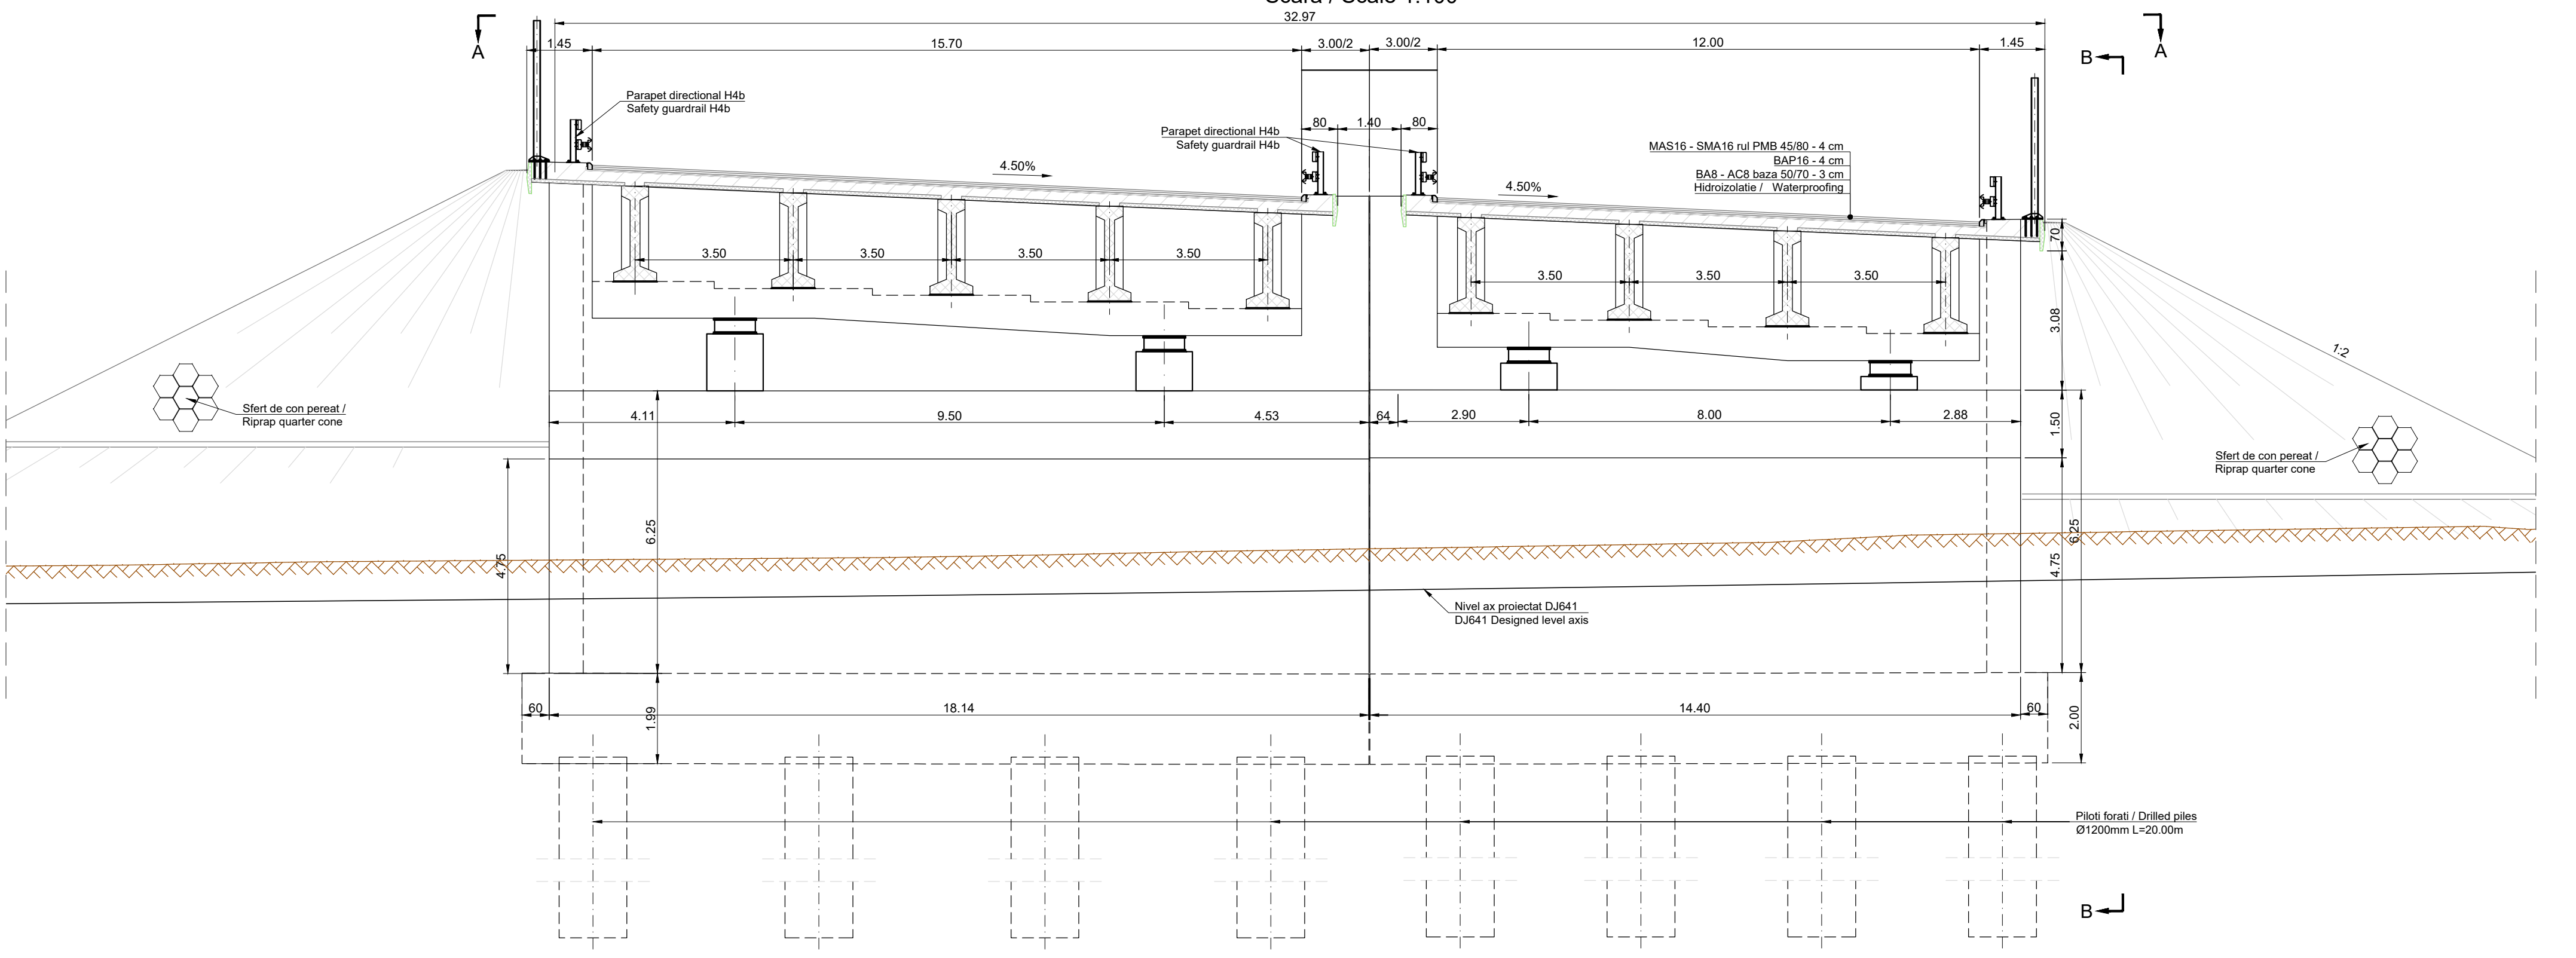 32.97
A
1.45
15.70
3.00/2
3.00/2
12.00
1.45
A
B
Parapet directional H4b
Safety guardrail H4b
80
1.40
80
Parapet directional H4b
Safety guardrail H4b
MAS16 - SMA16 rul PMB 45/80 - 4 cm
BAP16 - 4 cm
BA8 - AC8 baza 50/70 - 3 cm
Hidroizolatie / Waterproofing
4.50%
4.50%
70
3.50
3.50
3.50
3.50
3.50
3.50
3.50
3.08
1:2
Sfert de con pereat /
Riprap quarter cone
4.11
9.50
4.53
64
2.90
8.00
2.88
1.50
Sfert de con pereat /
Riprap quarter cone
4.75
6.25
6.25
4.75
Nivel ax proiectat DJ641
DJ641 Designed level axis
60
18.14
1.99
14.40
60
2.00
Piloti forati / Drilled piles
Ø1200mm L=20.00m
B